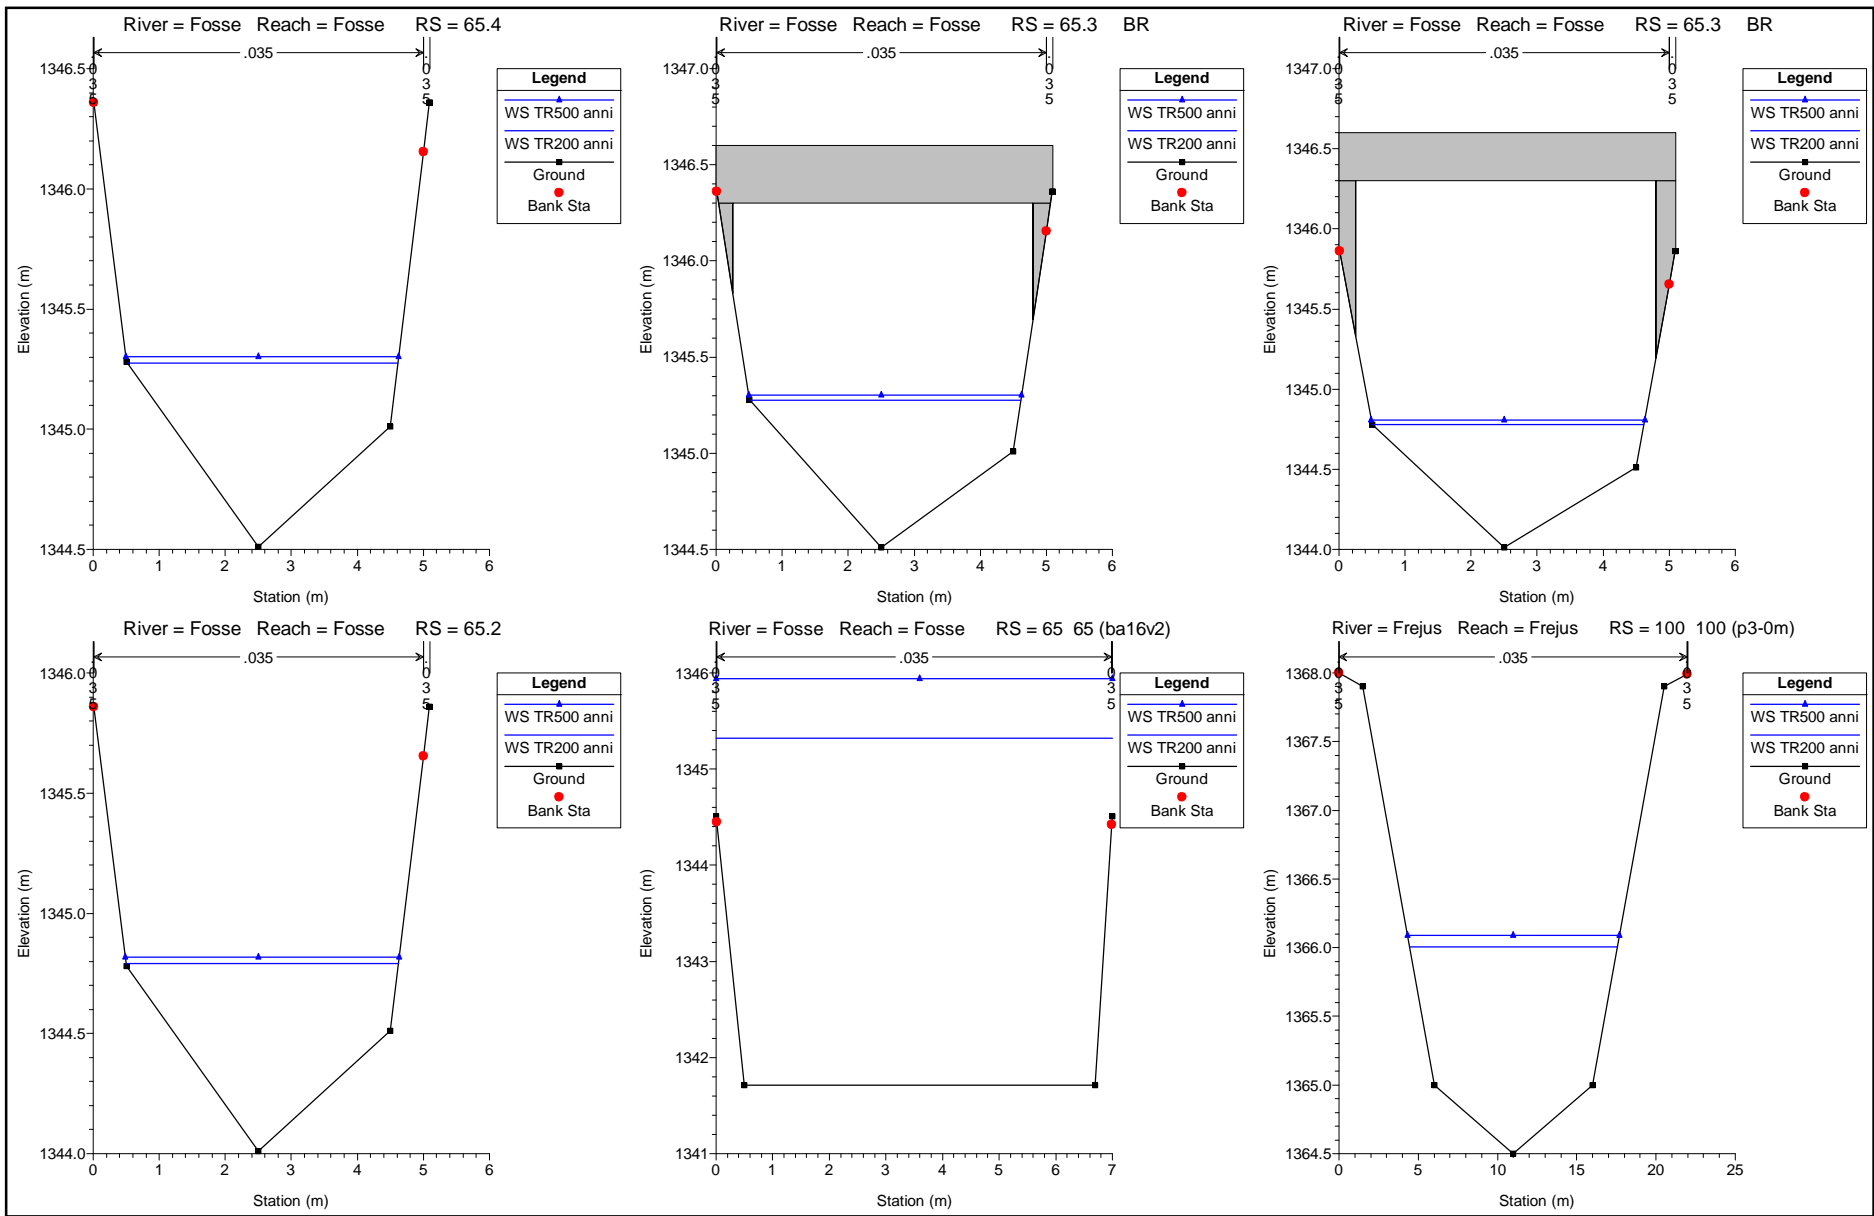 River = Fosse Reach = Fosse RS = 65.4
.035
.035
.035
1346.5
1346.0
1345.5
1345.0
1344.5
Elevation (m)
0 1 2 3 4 5 6
Station (m)
Legend
WS TR500 anni
WS TR200 anni
Ground
Bank Sta
River = Fosse Reach = Fosse RS = 65.3 BR
.035
.035
.035
1347.0
1346.5
1346.0
1345.5
1345.0
1344.5
Elevation (m)
0 1 2 3 4 5 6
Station (m)
Legend
WS TR500 anni
WS TR200 anni
Ground
Bank Sta
River = Fosse Reach = Fosse RS = 65.3 BR
.035
.035
.035
1347.0
1346.5
1346.0
1345.5
1345.0
1344.5
1344.0
Elevation (m)
0 1 2 3 4 5 6
Station (m)
Legend
WS TR500 anni
WS TR200 anni
Ground
Bank Sta
River = Fosse Reach = Fosse RS = 65.2
.035
.035
.035
1346.0
1345.5
1345.0
1344.5
1344.0
Elevation (m)
0 1 2 3 4 5 6
Station (m)
Legend
WS TR500 anni
WS TR200 anni
Ground
Bank Sta
River = Fosse Reach = Fosse RS = 65 65 (ba16v2)
.035
.035
.035
1346
1345
1344
1343
1342
1341
Elevation (m)
0 1 2 3 4 5 6 7
Station (m)
Legend
WS TR500 anni
WS TR200 anni
Ground
Bank Sta
River = Frejus Reach = Frejus RS = 100 100 (p3-0m)
.035
.035
.035
1368.0
1367.5
1367.0
1366.5
1366.0
1365.5
1365.0
1364.5
Elevation (m)
0 5 10 15 20 25
Station (m)
Legend
WS TR500 anni
WS TR200 anni
Ground
Bank Sta